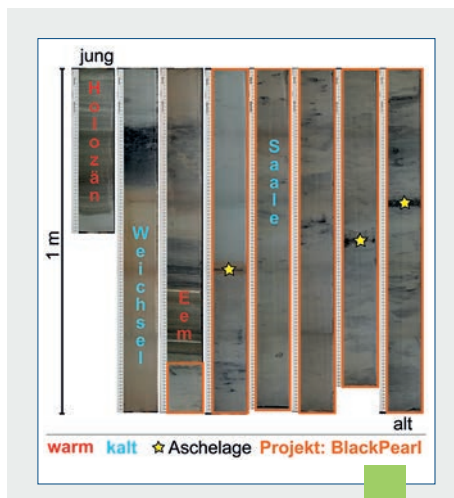 jung
Holozän
Weichsel
Eem
Saale
1 m
alt
warm kalt Aschelage Projekt: BlackPearl